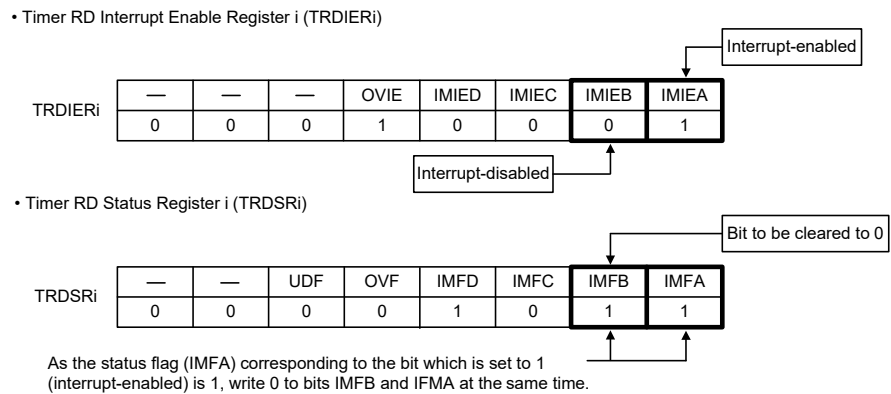 • Timer RD Interrupt Enable Register i (TRDIERi)
Interrupt-enabled
TRDIERi
— — — OVIE IMIED IMIEC IMIEB IMIEA
0 0 0 1 0 0 0 1
Interrupt-disabled
• Timer RD Status Register i (TRDSRi)
Bit to be cleared to 0
TRDSRi
— — UDF OVF IMFD IMFC IMFB IMFA
0 0 0 0 1 0 1 1
As the status flag (IMFA) corresponding to the bit which is set to 1
(interrupt-enabled) is 1, write 0 to bits IMFB and IFMA at the same time.